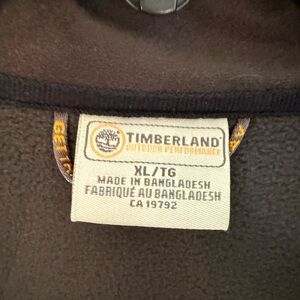 TIMBERLAND
OUTDOOR PERFORMANCE
XL/TG
MADE IN BANGLADESH
FABRIQUÉ AU BANGLADESH
CA 19792